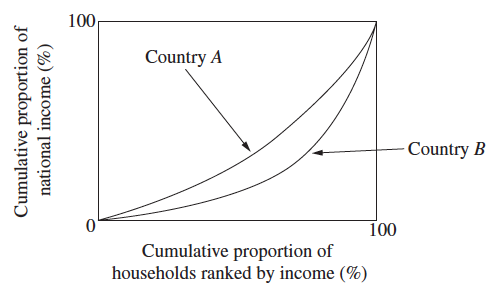 100
Cumulative proportion of
national income (%)
Country A
Country B
0
100
Cumulative proportion of
households ranked by income (%)